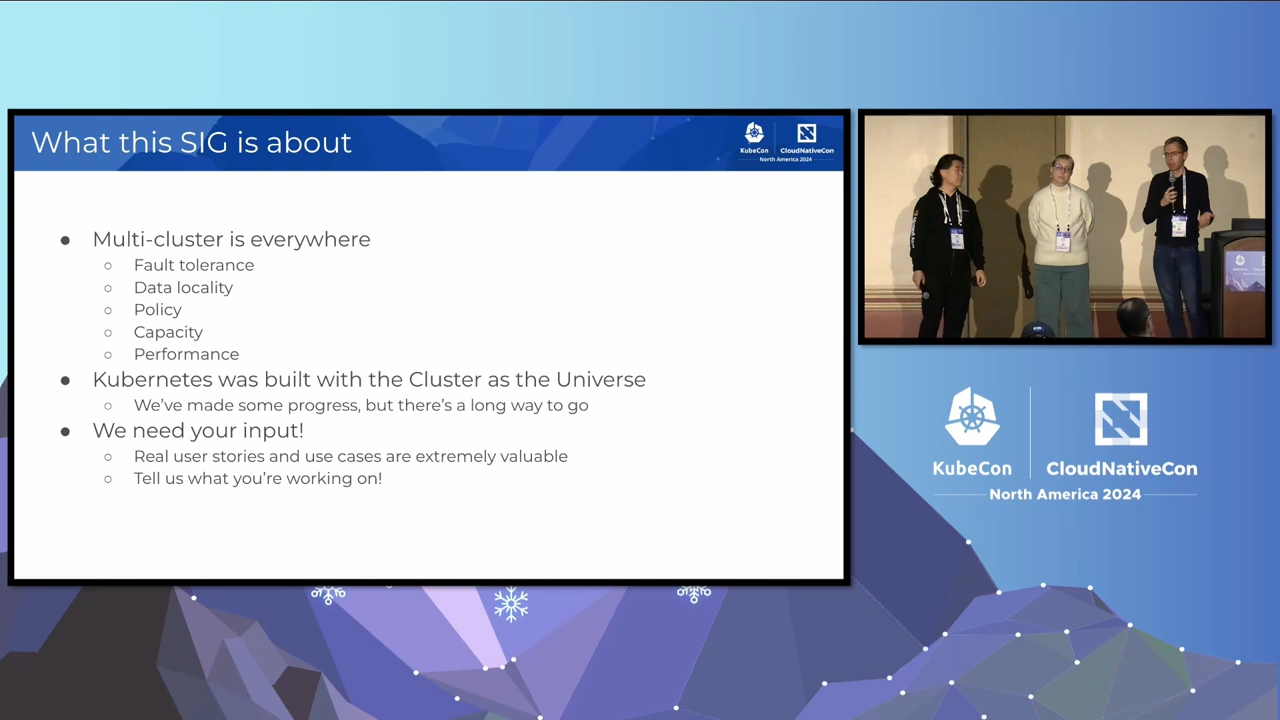 What this SIG is about
KubeCon
CloudNativeCon
North America 2024
● Multi-cluster is everywhere
○ Fault tolerance
○ Data locality
○ Policy
○ Capacity
○ Performance
● Kubernetes was built with the Cluster as the Universe
○ We’ve made some progress, but there’s a long way to go
● We need your input!
○ Real user stories and use cases are extremely valuable
○ Tell us what you’re working on!
KubeCon
CloudNativeCon
North America 2024